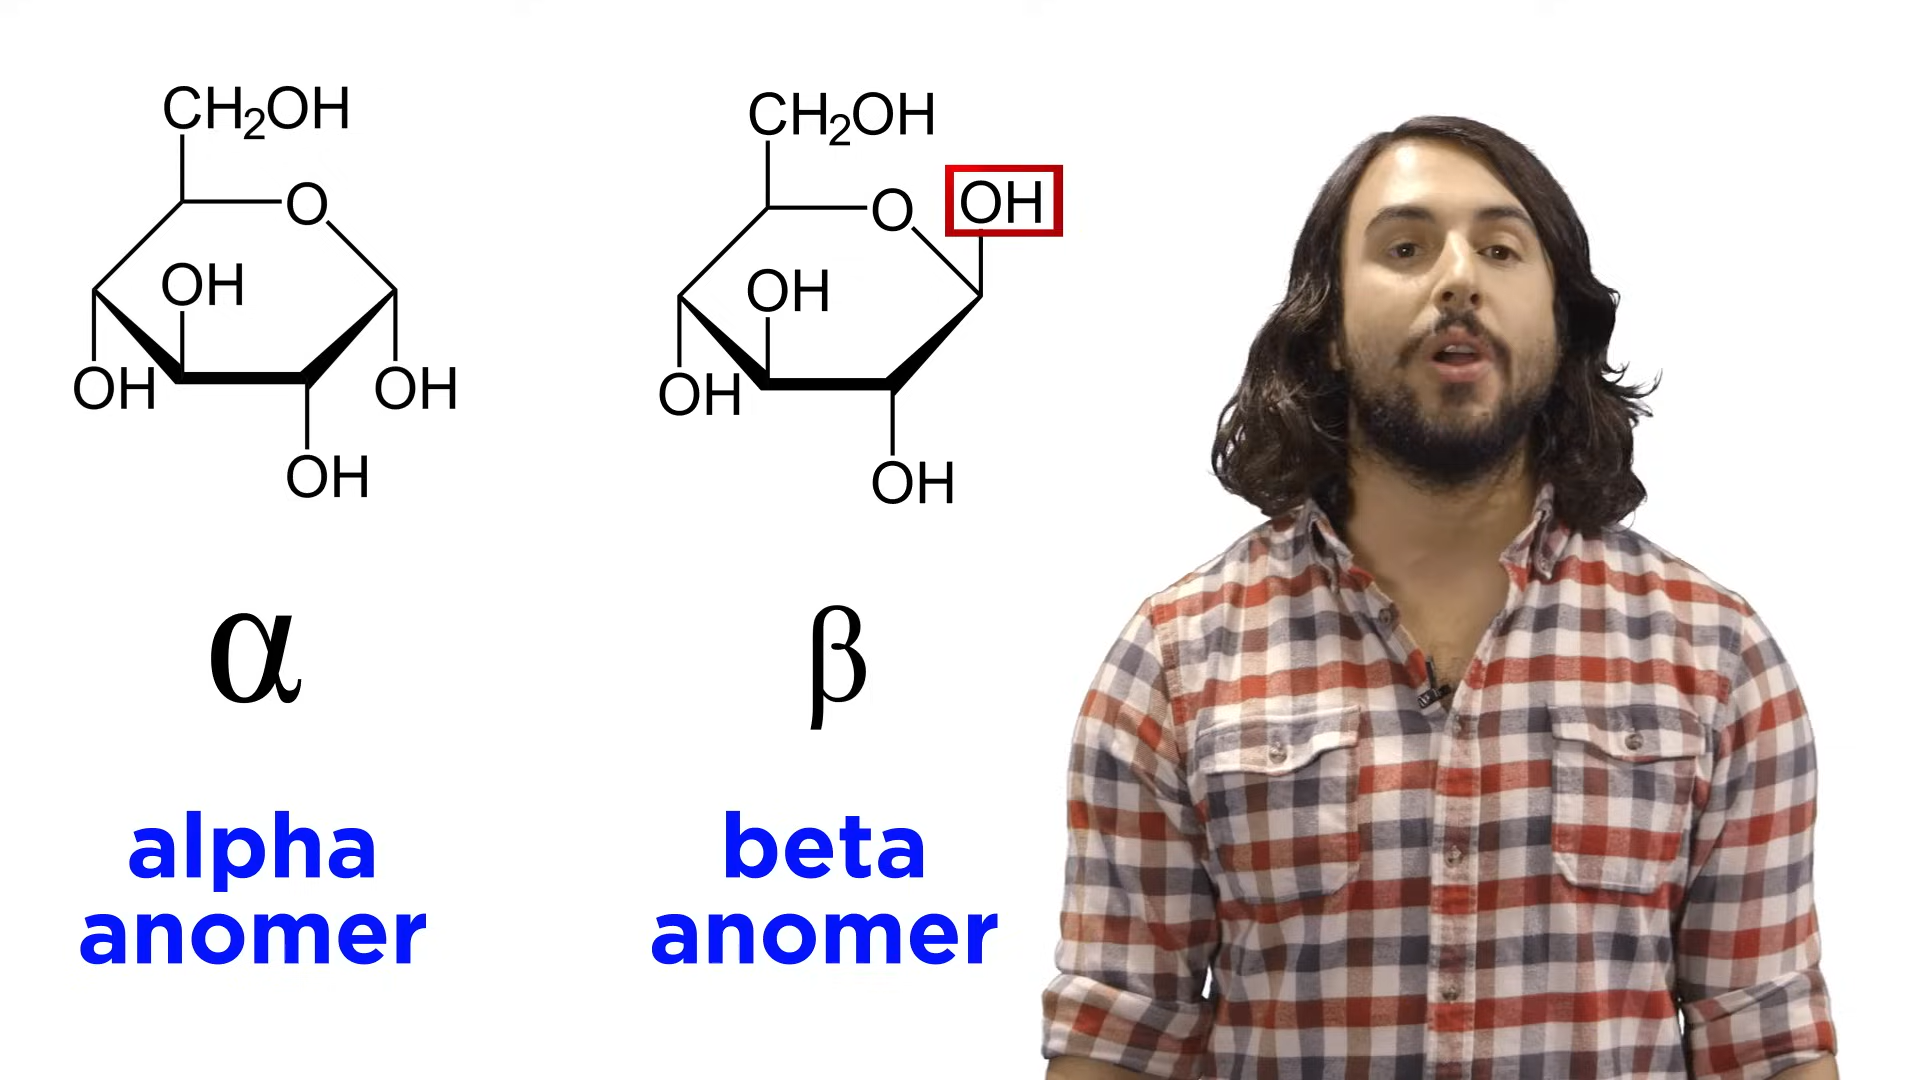 CH2OH
O
OH
OH
OH
OH
α
alpha
anomer
CH2OH
O
OH
OH
OH
OH
β
beta
anomer